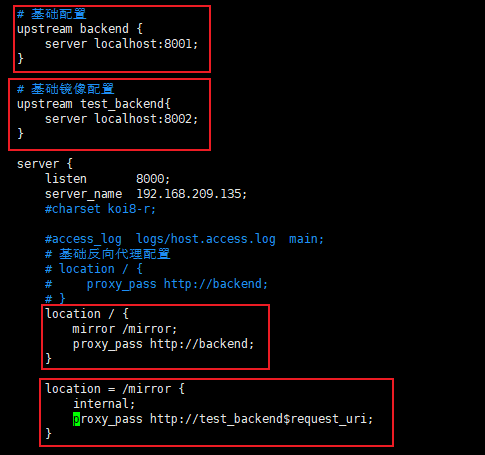 # 基础配置
upstream backend {
    server localhost:8001;
}
# 基础镜像配置
upstream test_backend{
    server localhost:8002;
}
server {
    listen       8000;
    server_name  192.168.209.135;
    #charset koi8-r;
    #access_log  logs/host.access.log  main;
    # 基础反向代理配置
    # location / {
    #     proxy_pass http://backend;
    # }
    location / {
        mirror /mirror;
        proxy_pass http://backend;
    }
    location = /mirror {
        internal;
        proxy_pass http://test_backend$request_uri;
    }